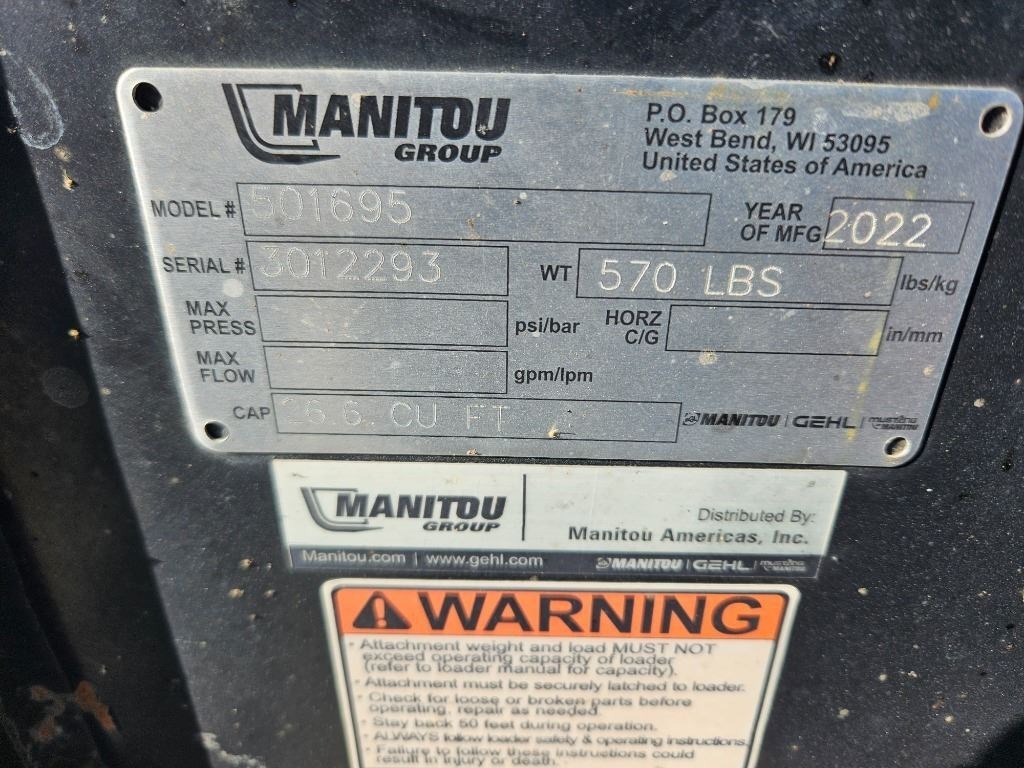 MANITOU
GROUP
P.O. Box 179
West Bend, WI 53095
United States of America
MODEL # 501695
YEAR
OF MFG 2022
SERIAL # 3012293
WT 570 LBS lbs/kg
MAX
PRESS psi/bar
HORZ
C/G in/mm
MAX
FLOW gpm/lpm
CAP 26.6 CU FT
MANITOU | GEHL | mustang
MANITOU
GROUP
Distributed By:
Manitou Americas, Inc.
Manitou.com | www.gehl.com
MANITOU | GEHL | mustang
WARNING
• Attachment weight and load MUST NOT
exceed operating capacity of loader
(refer to loader manual for capacity).
• Attachment must be securely latched to loader.
• Check for loose or broken parts before
operating, repair as needed.
• Stay back 50 feet during operation.
• ALWAYS follow loader safety & operating instructions.
• Failure to follow these instructions could
result in injury or death.